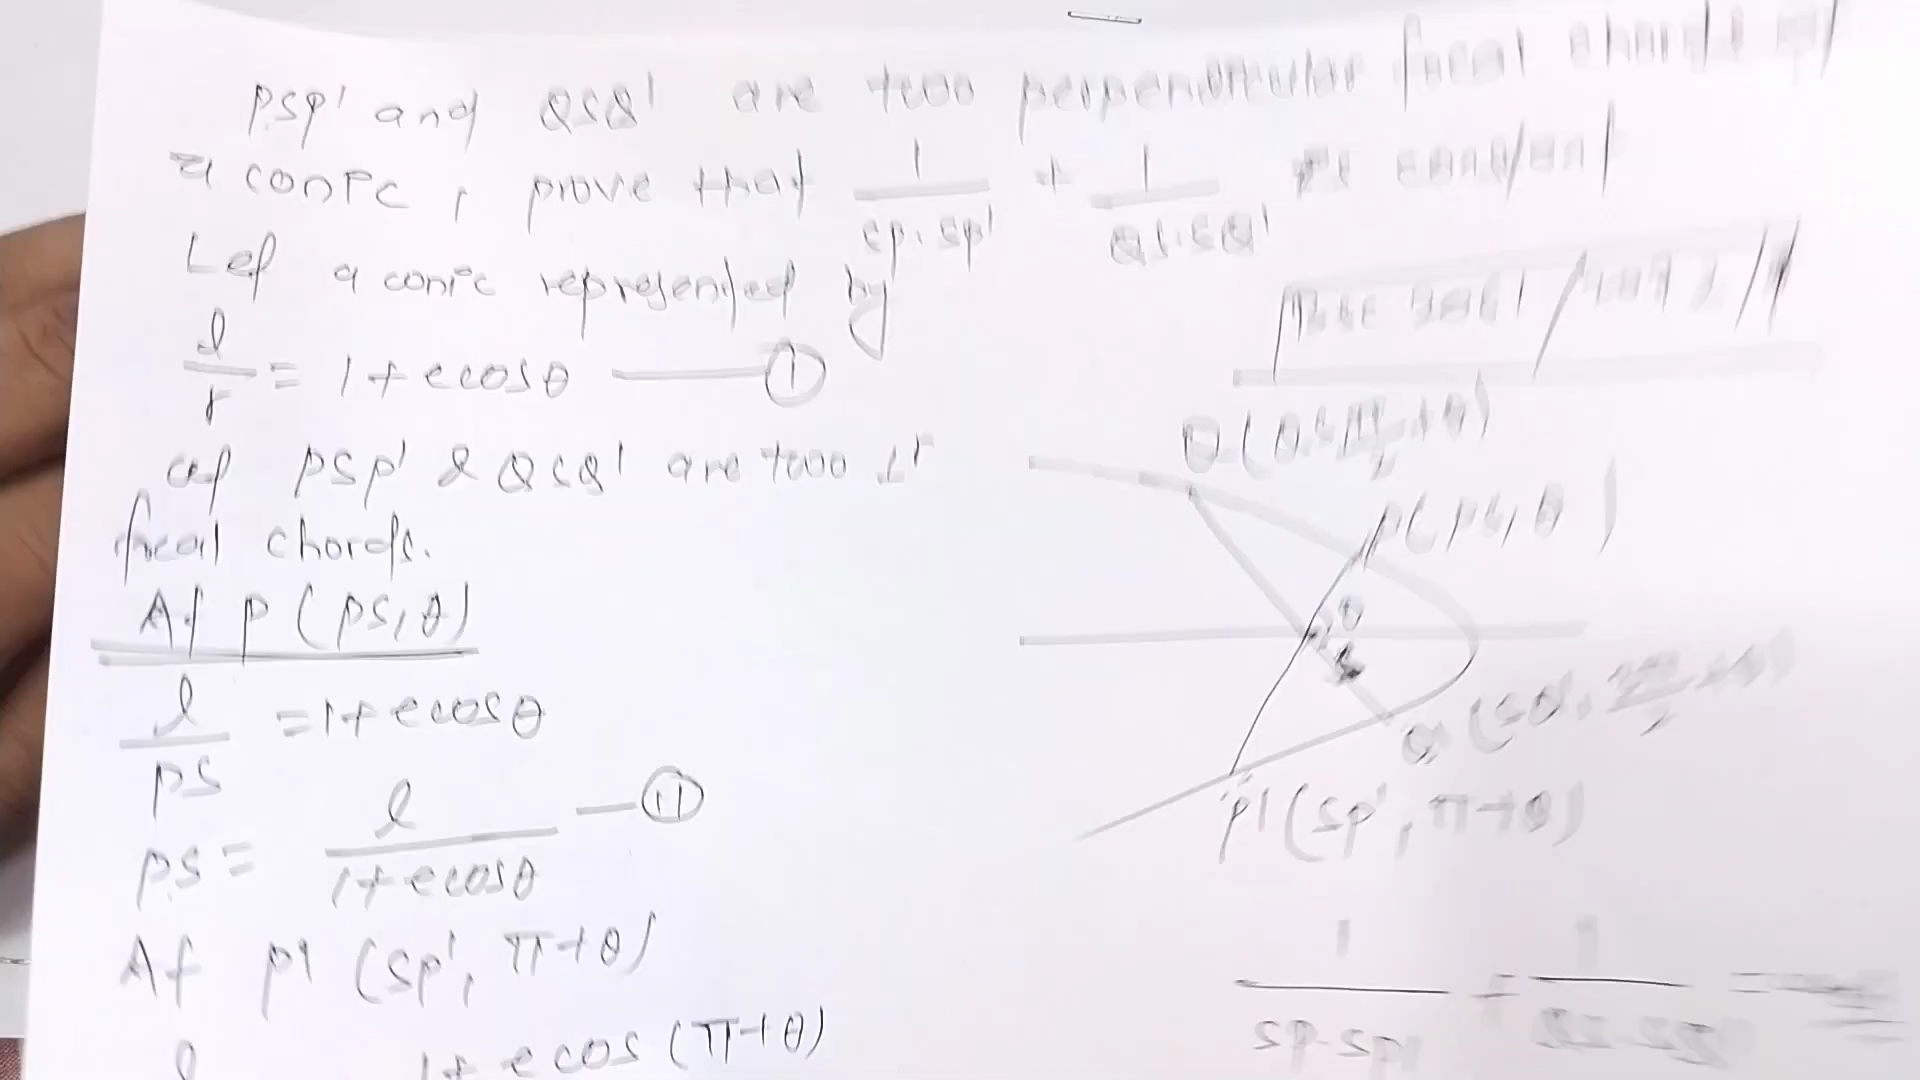 PSP' and QSQ' are two perpendicular focal chords of
a conic, prove that 1/SP.SP' + 1/QS.SQ' is constant
Let a conic represented by
l/r = 1+ecosθ —— ①
Let PSP' & QSQ' are two ⊥r
focal chords.
At P(PS,θ)
l/PS = 1+ecosθ
PS = l/1+ecosθ — (ii)
At P'(SP', π+θ)
l 1+ecos(π+θ)
P(PS,θ)
θ
S
P'(SP', π+θ)
1/SP.SP'